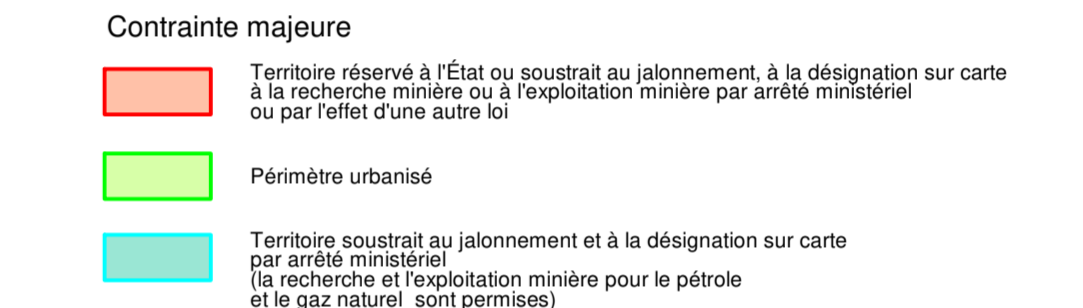 Contrainte majeure
Territoire réservé à l'État ou soustrait au jalonnement, à la désignation sur carte
à la recherche minière ou à l'exploitation minière par arrêté ministériel
ou par l'effet d'une autre loi
Périmètre urbanisé
Territoire soustrait au jalonnement et à la désignation sur carte
par arrêté ministériel
(la recherche et l'exploitation minière pour le pétrole
et le gaz naturel  sont permises)